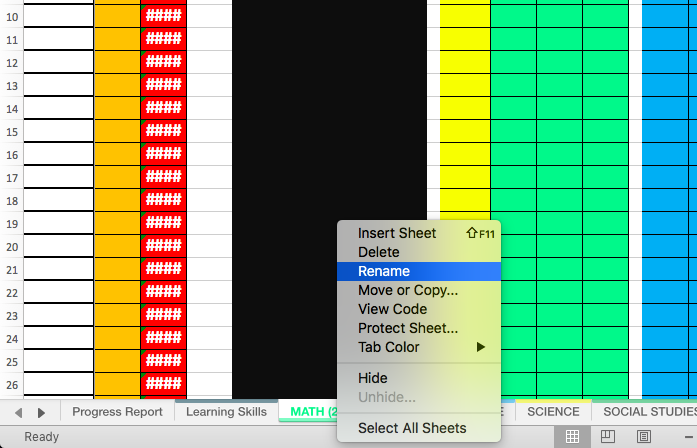 10 ####
11 ####
12 ####
13 ####
14 ####
15 ####
16 ####
17 ####
18 ####
19 ####
20 ####
21 ####
22 ####
23 ####
24 ####
25 ####
26 ####
Insert Sheet ⇧F11
Delete
Rename
Move or Copy...
View Code
Protect Sheet...
Tab Color ▶
Hide
Unhide...
Select All Sheets
Progress Report Learning Skills MATH (2 E SCIENCE SOCIAL STUDIES
Ready